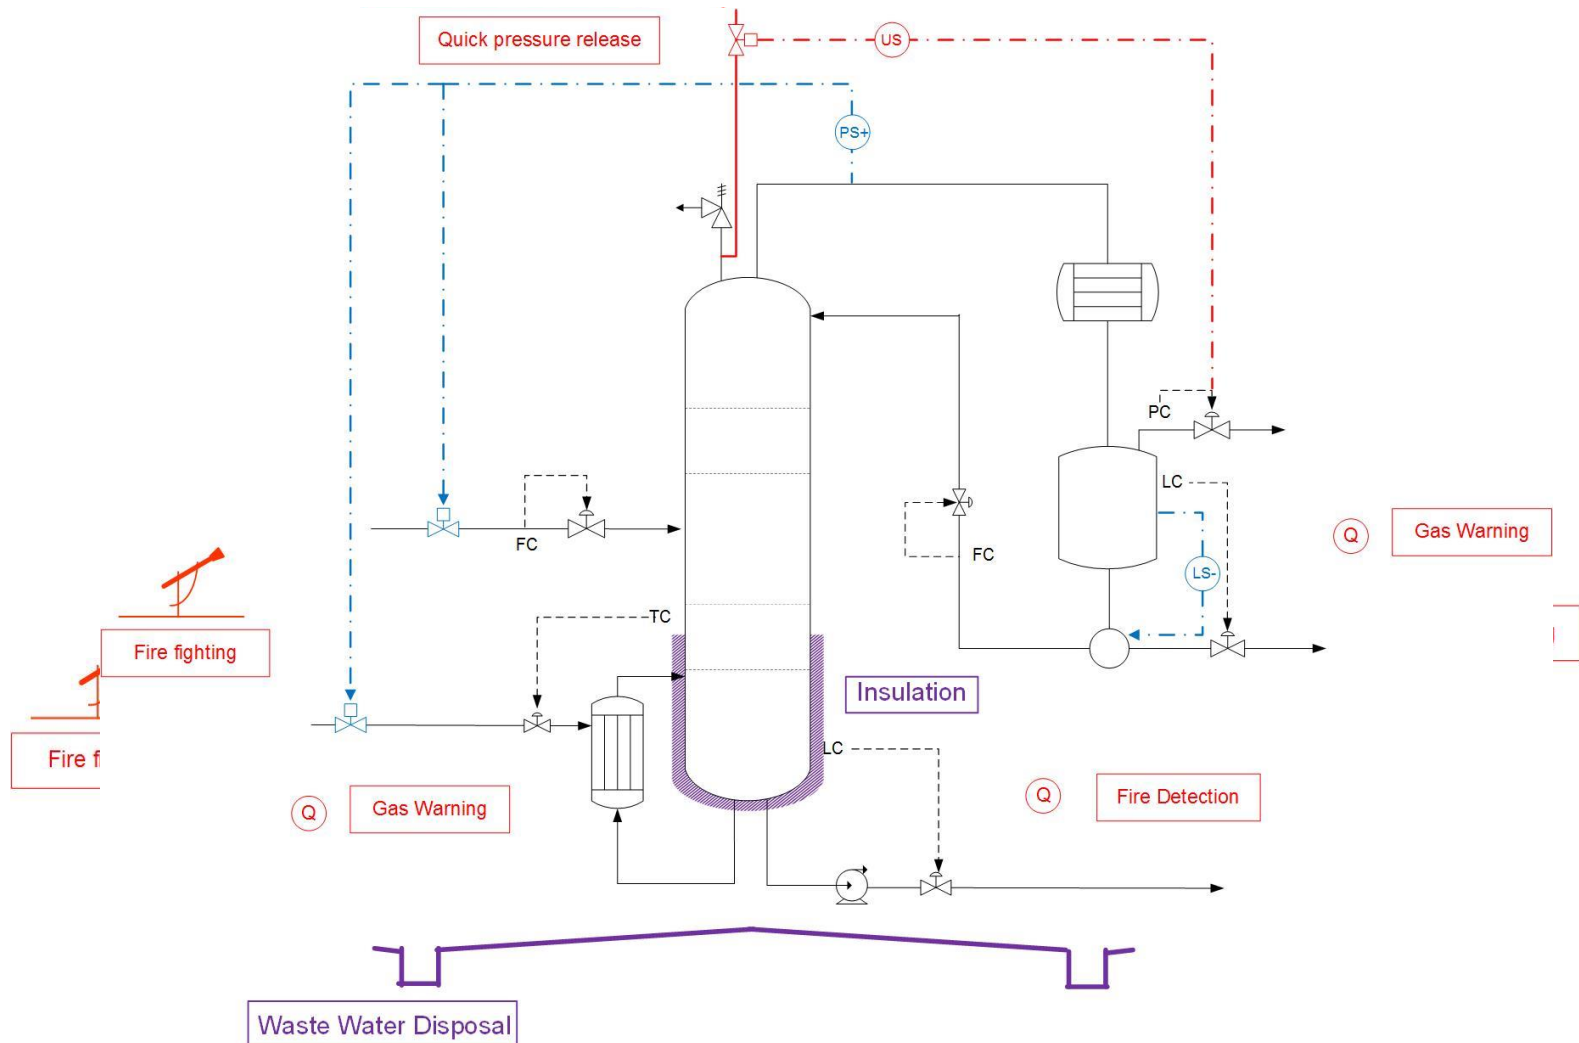 Quick pressure release
US
PS+
PC
LC
Q
Gas Warning
FC
FC
LS-
Fire fighting
TC
Insulation
Fire f
LC
Q
Gas Warning
Q
Fire Detection
Waste Water Disposal